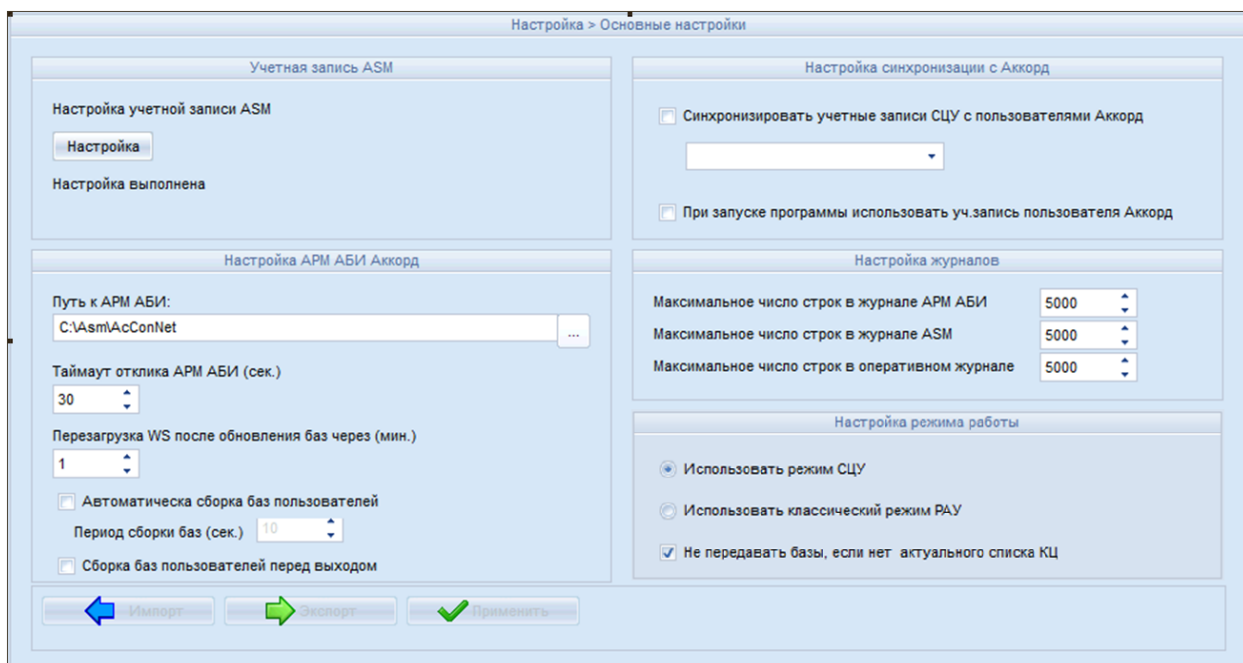 Настройка > Основные настройки
Учетная запись ASM
Настройка учетной записи ASM
Настройка
Настройка выполнена
Настройка синхронизации с Аккорд
Синхронизировать учетные записи СЦУ с пользователями Аккорд
При запуске программы использовать уч.запись пользователя Аккорд
Настройка АРМ АБИ Аккорд
Путь к АРМ АБИ:
C:\Asm\AcConNet
...
Таймаут отклика АРМ АБИ (сек.)
30
Перезагрузка WS после обновления баз через (мин.)
1
Автоматическа сборка баз пользователей
Период сборки баз (сек.) 10
Сборка баз пользователей перед выходом
Настройка журналов
Максимальное число строк в журнале АРМ АБИ 5000
Максимальное число строк в журнале ASM 5000
Максимальное число строк в оперативном журнале 5000
Настройка режима работы
Использовать режим СЦУ
Использовать классический режим РАУ
Не передавать базы, если нет актуального списка КЦ
Импорт Экспорт Применить